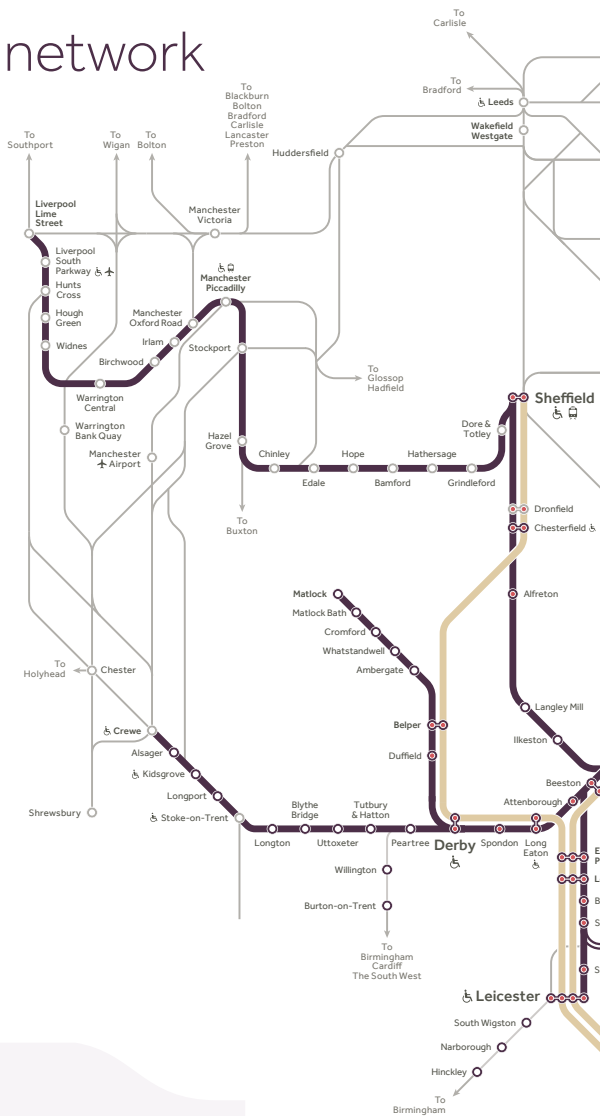 network
To
Carlisle
To
Bradford
Leeds
Wakefield
Westgate
To
Blackburn
Bolton
Bradford
Carlisle
Lancaster
Preston
To
Southport
To
Wigan
To
Bolton
Huddersfield
Liverpool
Lime
Street
Manchester
Victoria
Liverpool
South
Parkway
Hunts
Cross
Hough
Green
Widnes
Manchester
Piccadilly
Manchester
Oxford Road
Irlam
Birchwood
Stockport
To
Glossop
Hadfield
Warrington
Central
Warrington
Bank Quay
Manchester
Airport
Hazel
Grove
Chinley
Edale
Hope
Bamford
Hathersage
Grindleford
Dore &
Totley
Sheffield
To
Buxton
Dronfield
Chesterfield
Matlock
Matlock Bath
Cromford
Whatstandwell
Ambergate
Alfreton
To
Holyhead
Chester
Crewe
Alsager
Kidsgrove
Longport
Stoke-on-Trent
Shrewsbury
Belper
Duffield
Langley Mill
Ilkeston
Beeston
Attenborough
Longton
Blythe
Bridge
Uttoxeter
Tutbury
& Hatton
Peartree
Derby
Spondon
Long
Eaton
E
P
L
B
S
S
Willington
Burton-on-Trent
To
Birmingham
Cardiff
The South West
Leicester
South Wigston
Narborough
Hinckley
To
Birmingham